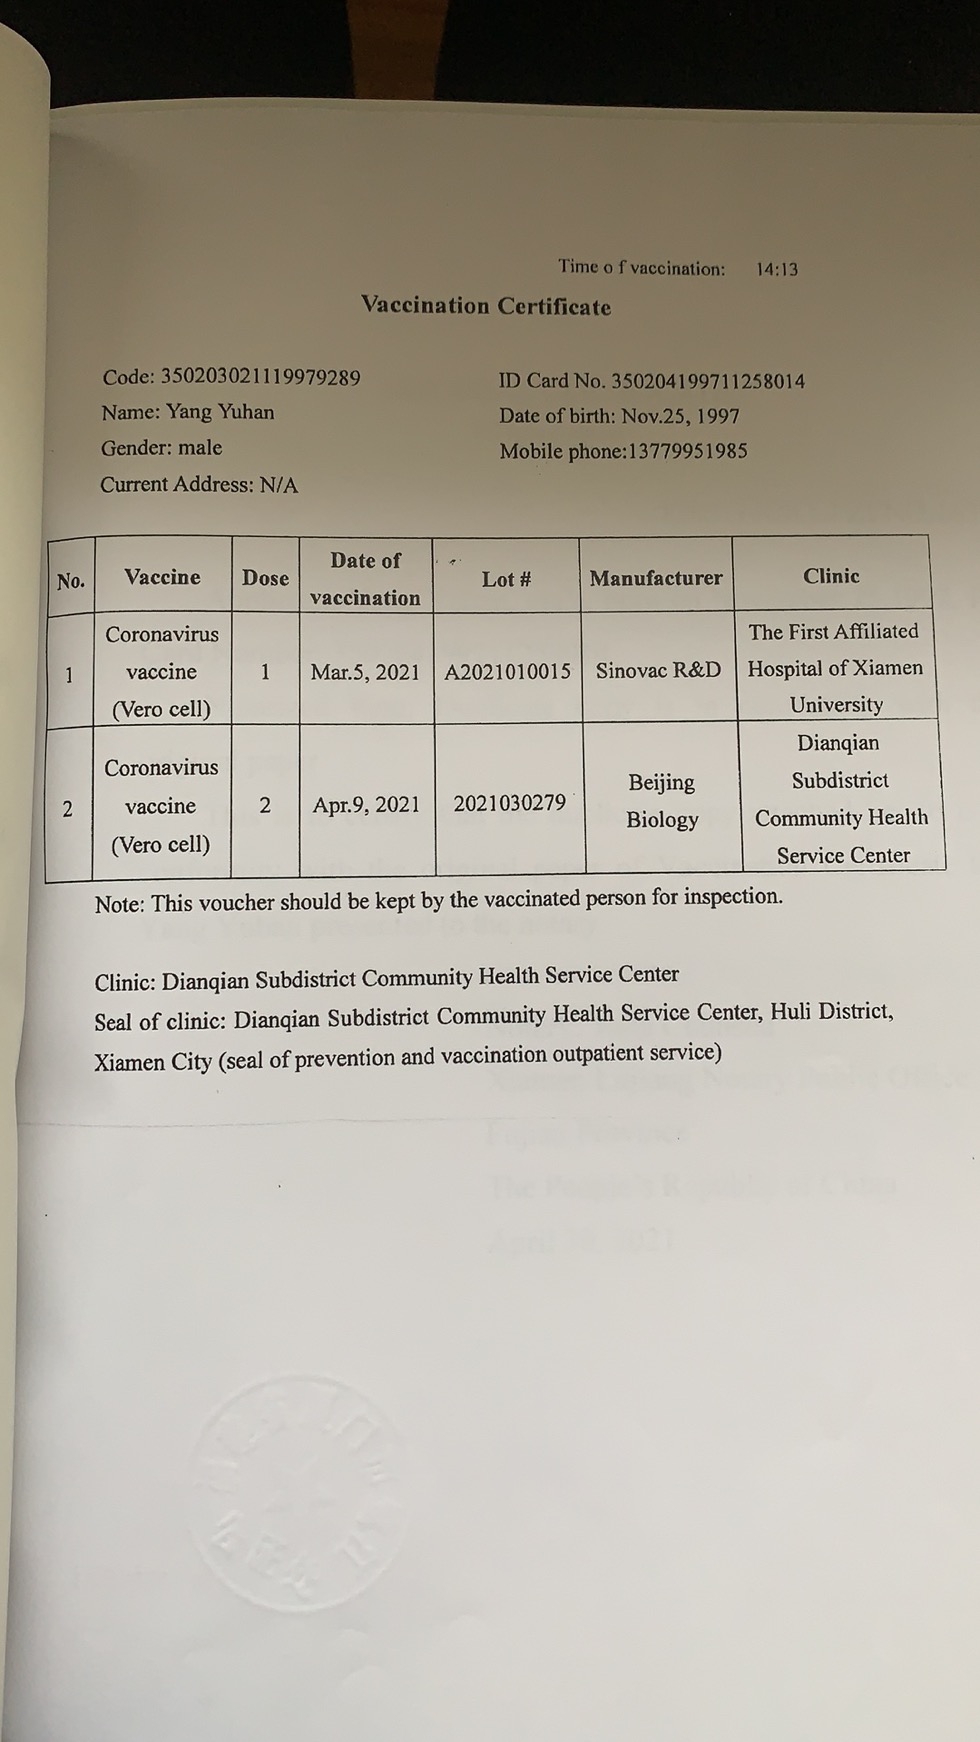 Time o f vaccination: 14:13
Vaccination Certificate
Code: 350203021119979289
ID Card No. 350204199711258014
Name: Yang Yuhan
Date of birth: Nov.25, 1997
Gender: male
Mobile phone:13779951985
Current Address: N/A
No. Vaccine Dose Date of vaccination Lot # Manufacturer Clinic
1 Coronavirus vaccine (Vero cell) 1 Mar.5, 2021 A2021010015 Sinovac R&D The First Affiliated Hospital of Xiamen University
2 Coronavirus vaccine (Vero cell) 2 Apr.9, 2021 2021030279 Beijing Biology Dianqian Subdistrict Community Health Service Center
Note: This voucher should be kept by the vaccinated person for inspection.
Clinic: Dianqian Subdistrict Community Health Service Center
Seal of clinic: Dianqian Subdistrict Community Health Service Center, Huli District,
Xiamen City (seal of prevention and vaccination outpatient service)